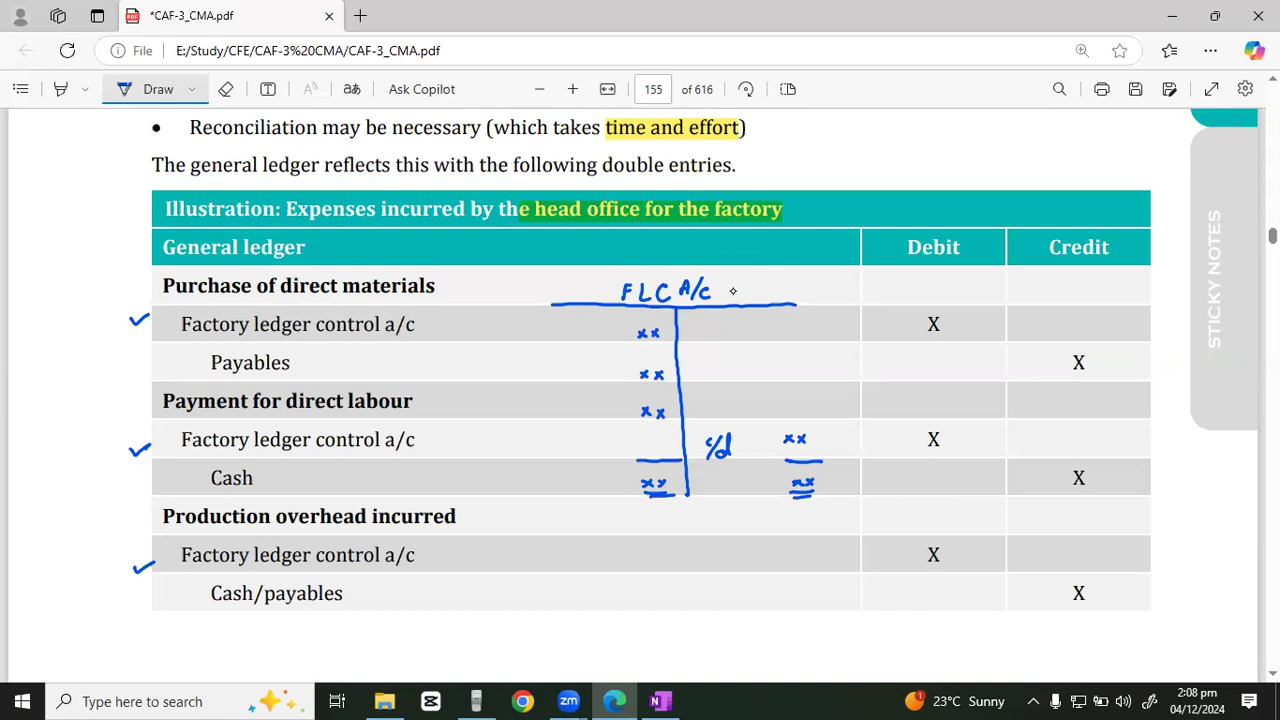 *CAF-3_CMA.pdf
File
E:/Study/CFE/CAF-3%20CMA/CAF-3_CMA.pdf
Draw
Ask Copilot
155 of 616
• Reconciliation may be necessary (which takes time and effort)
The general ledger reflects this with the following double entries.
Illustration: Expenses incurred by the head office for the factory
General ledger Debit Credit
Purchase of direct materials
FLC A/c
Factory ledger control a/c X
xx
Payables X
xx
Payment for direct labour
xx
Factory ledger control a/c X
c/d xx
Cash X
xx xx
Production overhead incurred
Factory ledger control a/c X
Cash/payables X
STICKY NOTES
Type here to search
23°C Sunny
2:08 pm
04/12/2024